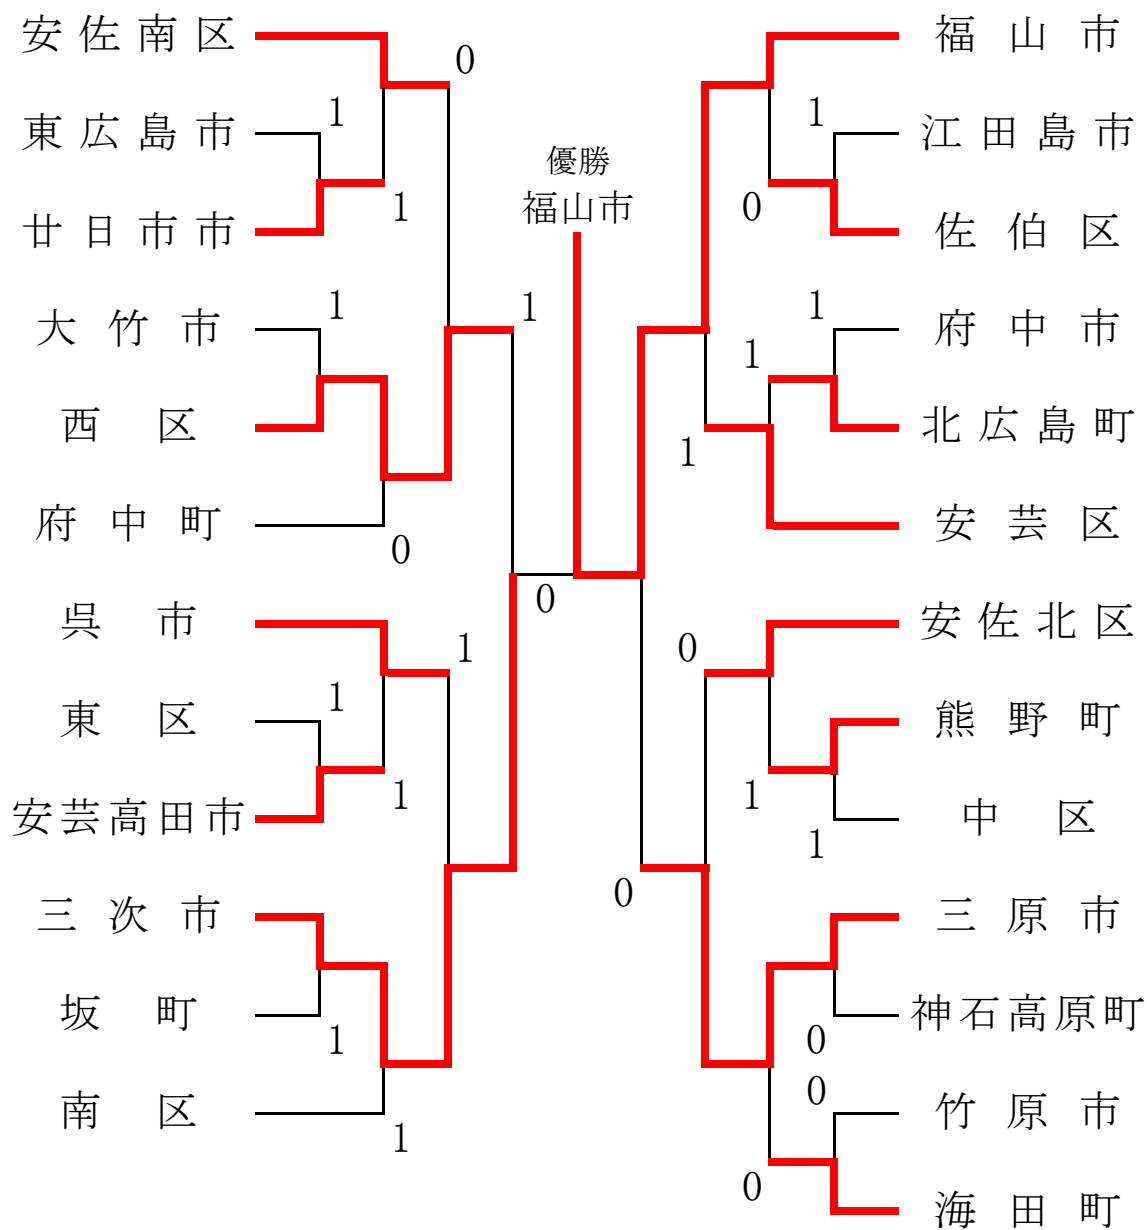 安佐南区
0
東広島市
1
廿日市市
1
大竹市
1
1
西区
府中町
0
呉市
1
東区
1
安芸高田市
1
三次市
坂町
1
南区
1
優勝
福山市
0
福山市
江田島市
1
佐伯区
0
府中市
1
北広島町
1
安芸区
1
安佐北区
0
熊野町
1
中区
1
三原市
0
神石高原町
0
竹原市
0
海田町
0